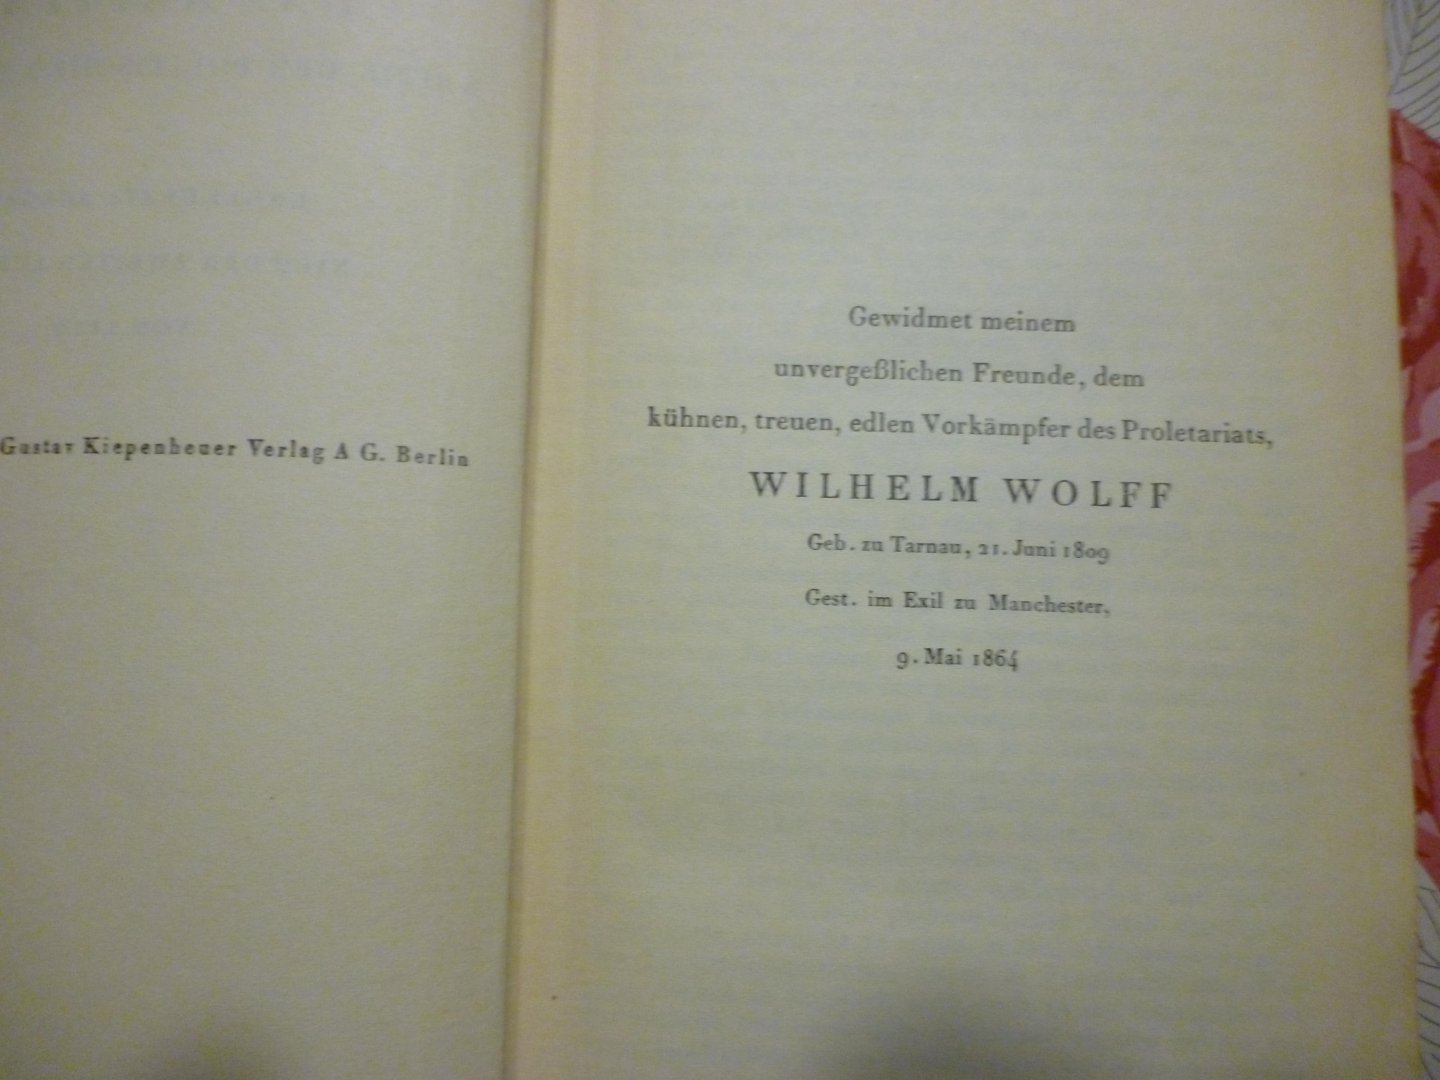 Gustav Kiepenheuer Verlag A G. Berlin
Gewidmet meinem
unvergeßlichen Freunde, dem
kühnen, treuen, edlen Vorkämpfer des Proletariats,
WILHELM WOLFF
Geb. zu Tarnau, 21. Juni 1809
Gest. im Exil zu Manchester,
9. Mai 1864